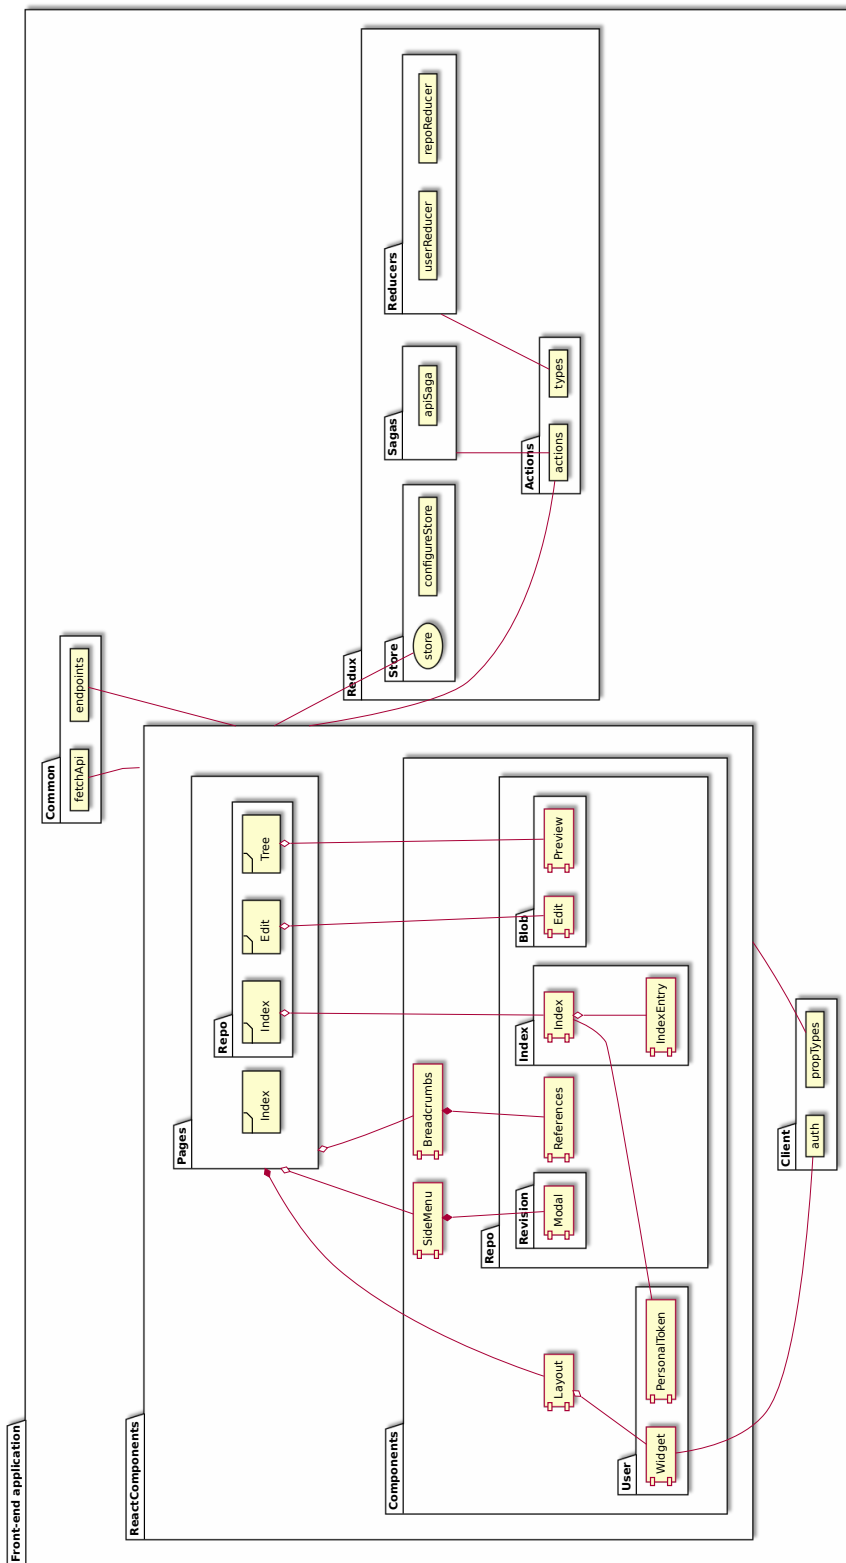 Front-end application
ReactComponents
Pages
Index
Repo
Index
Edit
Tree
Components
SideMenu
Breadcrumbs
Layout
Repo
Revision
Modal
References
Index
Index
IndexEntry
Blob
Edit
Preview
User
Widget
PersonalToken
Common
fetchApi
endpoints
Redux
Store
store
configureStore
Sagas
apiSaga
Reducers
userReducer
repoReducer
Actions
actions
types
Client
auth
propTypes